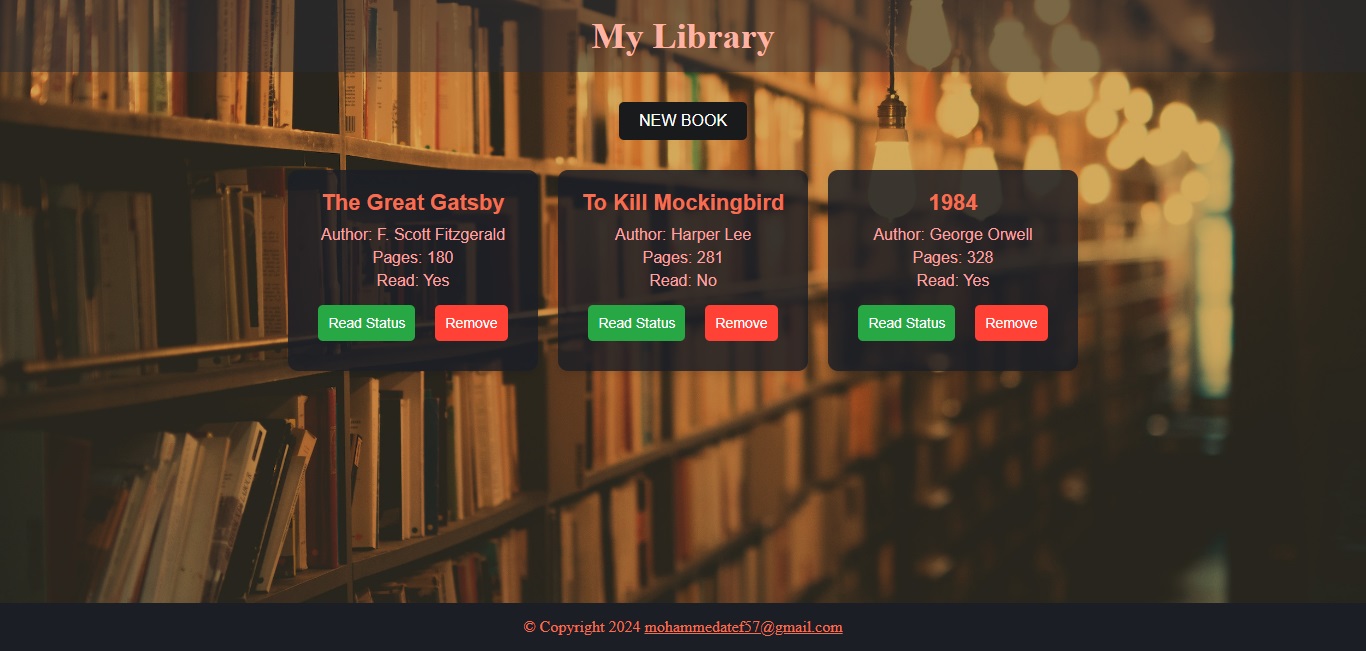 My Library
NEW BOOK
The Great Gatsby
Author: F. Scott Fitzgerald
Pages: 180
Read: Yes
Read Status Remove
To Kill Mockingbird
Author: Harper Lee
Pages: 281
Read: No
Read Status Remove
1984
Author: George Orwell
Pages: 328
Read: Yes
Read Status Remove
© Copyright 2024 mohammedatef57@gmail.com